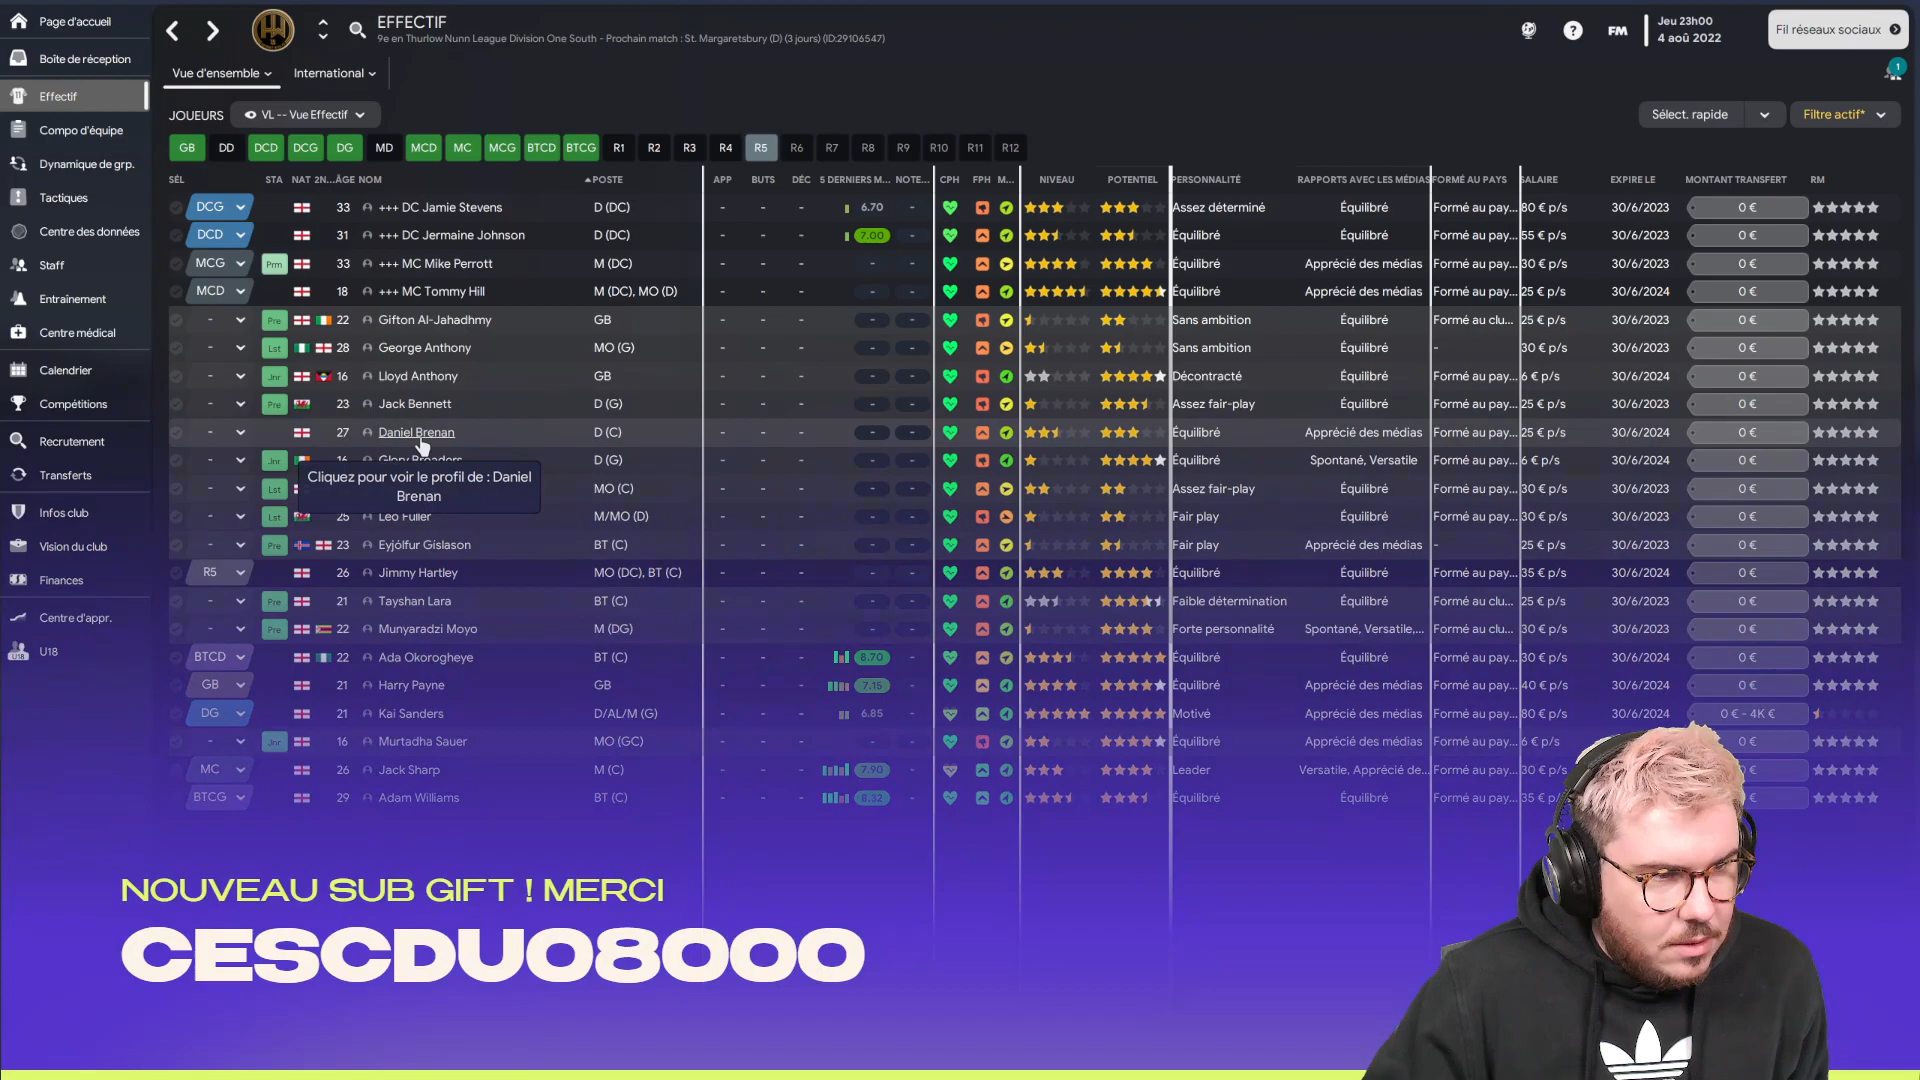 Page d'accueil
Boîte de réception
Effectif
Compo d'équipe
Dynamique de grp.
Tactiques
Centre des données
Staff
Entraînement
Centre médical
Calendrier
Compétitions
Recrutement
Transferts
Infos club
Vision du club
Finances
Centre d'appr.
U18
EFFECTIF
9e en Thurlow Nunn League Division One South - Prochain match : St. Margaretsbury (D) (3 jours) (ID:29106547)
FM
Jeu 23h00
4 aoû 2022
Fil réseaux sociaux
1
Vue d'ensemble International
JOUEURS VL -- Vue Effectif Sélect. rapide Filtre actif*
GB DD DCD DCG DG MD MCD MC MCG BTCD BTCG R1 R2 R3 R4 R5 R6 R7 R8 R9 R10 R11 R12
SÉL STA NAT 2N... ÂGE NOM POSTE APP BUTS DÉC 5 DERNIERS M... NOTE... CPH FPH M... NIVEAU POTENTIEL PERSONNALITÉ RAPPORTS AVEC LES MÉDIAS FORMÉ AU PAYS SALAIRE EXPIRE LE MONTANT TRANSFERT RM
DCG 33 +++ DC Jamie Stevens D (DC) - - - 6.70 - Assez déterminé Équilibré Formé au pay... 80 € p/s 30/6/2023 0 €
DCD 31 +++ DC Jermaine Johnson D (DC) - - - 7.00 - Équilibré Équilibré Formé au pay... 55 € p/s 30/6/2023 0 €
MCG Prm 33 +++ MC Mike Perrott M (DC) - - - - - Équilibré Apprécié des médias Formé au pay... 30 € p/s 30/6/2023 0 €
MCD 18 +++ MC Tommy Hill M (DC), MO (D) - - - - - Équilibré Apprécié des médias Formé au pay... 25 € p/s 30/6/2024 0 €
- Pre 22 Gifton Al-Jahadhmy GB - - - - - Sans ambition Équilibré Formé au clu... 25 € p/s 30/6/2023 0 €
- Lst 28 George Anthony MO (G) - - - - - Sans ambition Équilibré - 30 € p/s 30/6/2023 0 €
- Jnr 16 Lloyd Anthony GB - - - - - Décontracté Équilibré Formé au pay... 6 € p/s 30/6/2024 0 €
- Pre 23 Jack Bennett D (G) - - - - - Assez fair-play Équilibré Formé au pay... 25 € p/s 30/6/2023 0 €
- 27 Daniel Brenan D (C) - - - - - Équilibré Apprécié des médias Formé au pay... 25 € p/s 30/6/2023 0 €
- Jnr D (G) - - - - - Équilibré Spontané, Versatile Formé au pay... 6 € p/s 30/6/2024 0 €
Cliquez pour voir le profil de : Daniel
Brenan
- Lst MO (C) - - - - - Assez fair-play Équilibré Formé au pay... 25 € p/s 30/6/2023 0 €
- Lst 25 Leo Fuller M/MO (D) - - - - - Fair play Équilibré Formé au pay... 30 € p/s 30/6/2023 0 €
- Pre 23 Eyjólfur Gíslason BT (C) - - - - - Fair play Apprécié des médias - 25 € p/s 30/6/2023 0 €
R5 26 Jimmy Hartley MO (DC), BT (C) - - - - - Équilibré Équilibré Formé au pay... 30 € p/s 30/6/2023 0 €
- Pre 21 Tayshan Lara BT (C) - - - - - Faible détermination Équilibré Formé au clu... 25 € p/s 30/6/2023 0 €
- Pre 22 Munyaradzi Moyo M (DG) - - - - - Forte personnalité Spontané, Versatile,... Formé au clu... 30 € p/s 30/6/2023 0 €
BTCD 22 Ada Okorogheye BT (C) - - - 8.70 - Équilibré Équilibré Formé au pay... 30 € p/s 30/6/2024 0 €
GB 21 Harry Payne GB - - - 7.15 - Équilibré Apprécié des médias Formé au pay... 40 € p/s 30/6/2024 0 €
DG 21 Kai Sanders D/AL/M (G) - - - 6.85 - Motivé Apprécié des médias Formé au pay... 80 € p/s 30/6/2024 0 € - 4K €
- Jnr 16 Murtadha Sauer MO (GC) - - - - - Équilibré Apprécié des médias Formé au pay... 6 € p/s 30/6/2024 0 €
MC 26 Jack Sharp M (C) - - - 7.90 - Leader Versatile, Apprécié de... Formé au pay... 30 € p/s 30/6/2023 €
BTCG 29 Adam Williams BT (C) - - - 8.32 - Équilibré Équilibré Formé au pay... 35 € p/s 30/6/2023 €
NOUVEAU SUB GIFT ! MERCI
CESCDU08000